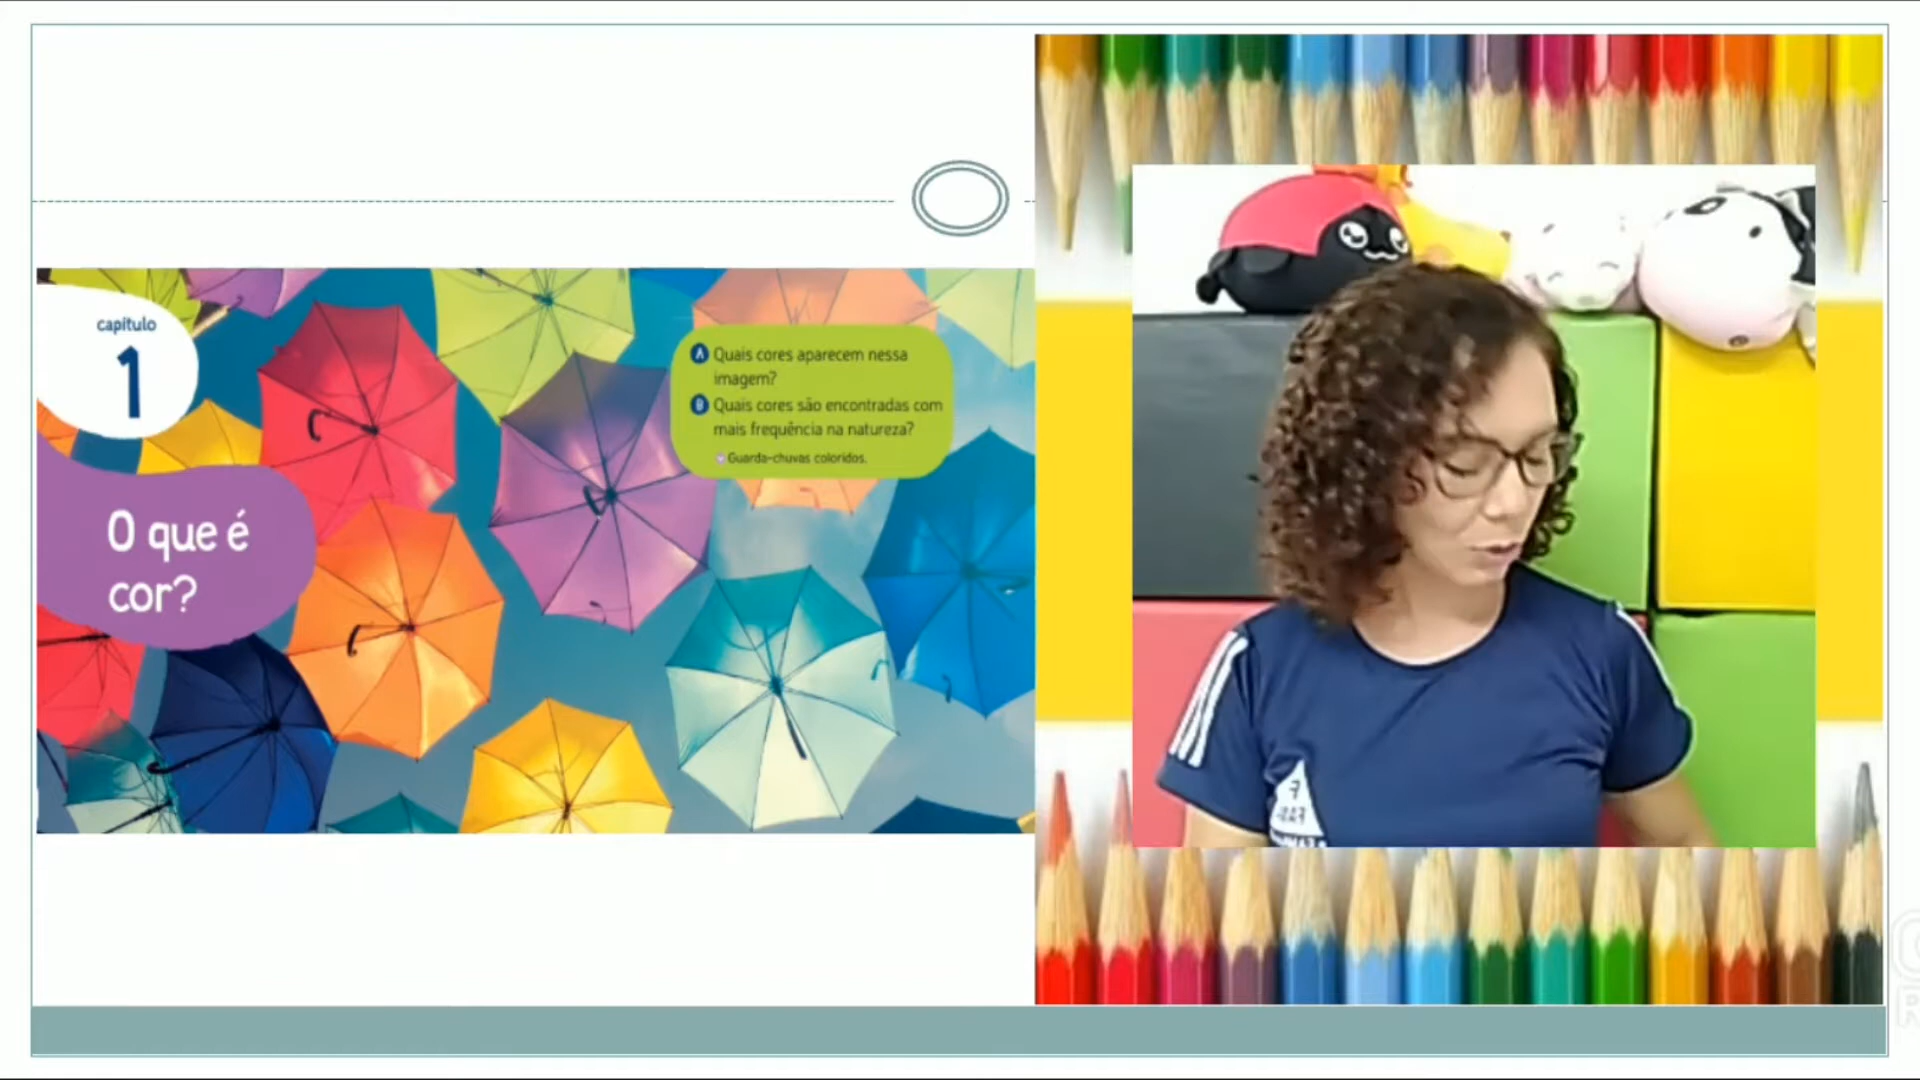 capítulo
1
O que é
cor?
A Quais cores aparecem nessa
imagem?
B Quais cores são encontradas com
mais frequência na natureza?
Guarda-chuvas coloridos.